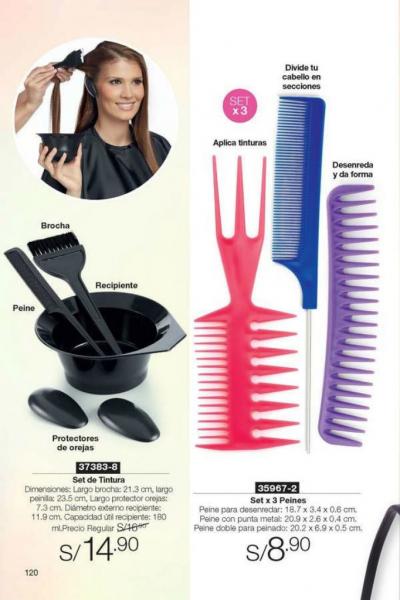 Divide tu
cabello en
secciones
SET
x 3
Aplica tinturas
Desenreda
y da forma
Brocha
Recipiente
Peine
Protectores
de orejas
37383-8
Set de Tintura
Dimensiones: Largo brocha: 21.3 cm, largo
peinilla: 23.5 cm, Largo protector orejas:
7.3 cm. Diámetro externo recipiente:
11.9 cm. Capacidad útil recipiente: 180
ml.Precio Regular S/16.90
S/14.90
35967-2
Set x 3 Peines
Peine para desenredar: 18.7 x 3.4 x 0.6 cm.
Peine con punta metal: 20.9 x 2.6 x 0.4 cm.
Peine doble para peinado: 20.2 x 6.9 x 0.5 cm.
S/8.90
120